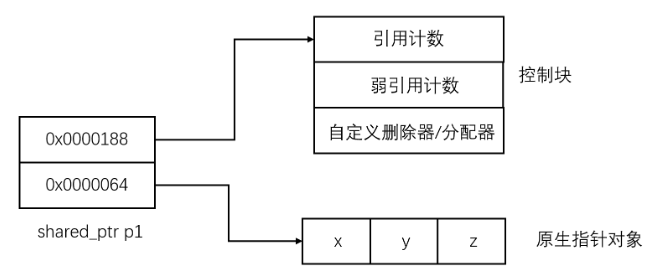 引用计数
弱引用计数
控制块
自定义删除器/分配器
0x0000188
0x0000064
shared_ptr p1
x
y
z
原生指针对象